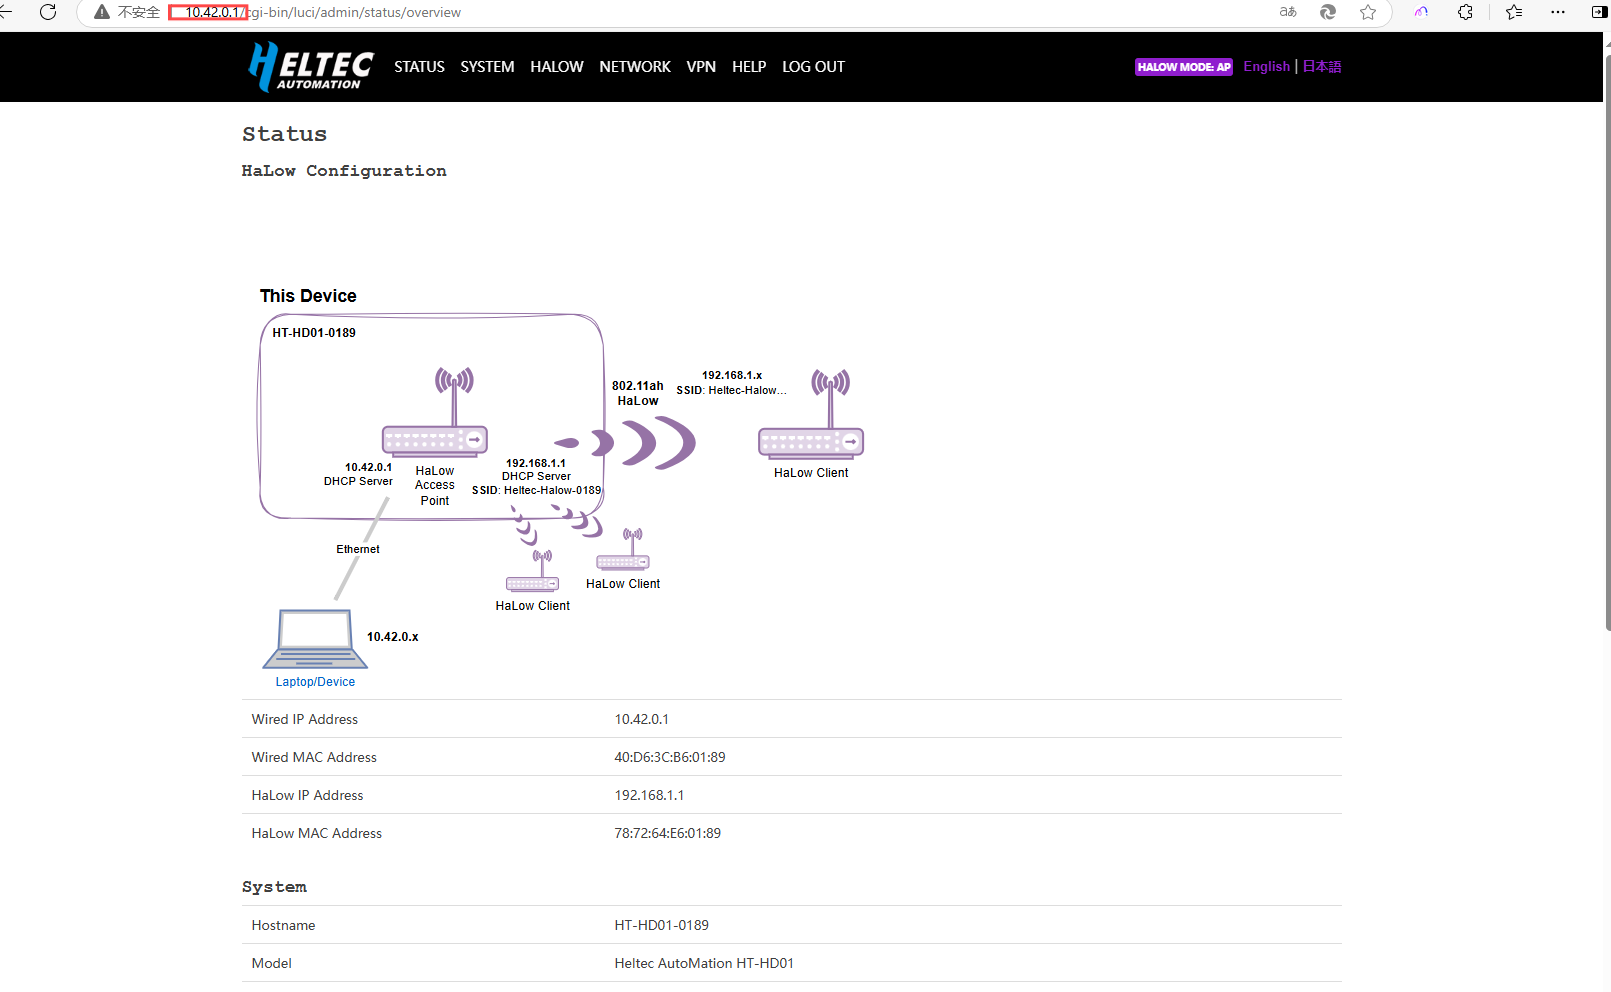 不安全 10.42.0.1/cgi-bin/luci/admin/status/overview aあ
HELTEC AUTOMATION STATUS SYSTEM HALOW NETWORK VPN HELP LOG OUT HALOW MODE: AP English | 日本語
Status
HaLow Configuration
This Device
HT-HD01-0189
802.11ah
HaLow
192.168.1.x
SSID: Heltec-Halow...
10.42.0.1
DHCP Server
HaLow
Access
Point
192.168.1.1
DHCP Server
SSID: Heltec-Halow-0189
HaLow Client
Ethernet
HaLow Client
HaLow Client
10.42.0.x
Laptop/Device
Wired IP Address 10.42.0.1
Wired MAC Address 40:D6:3C:B6:01:89
HaLow IP Address 192.168.1.1
HaLow MAC Address 78:72:64:E6:01:89
System
Hostname HT-HD01-0189
Model Heltec AutoMation HT-HD01